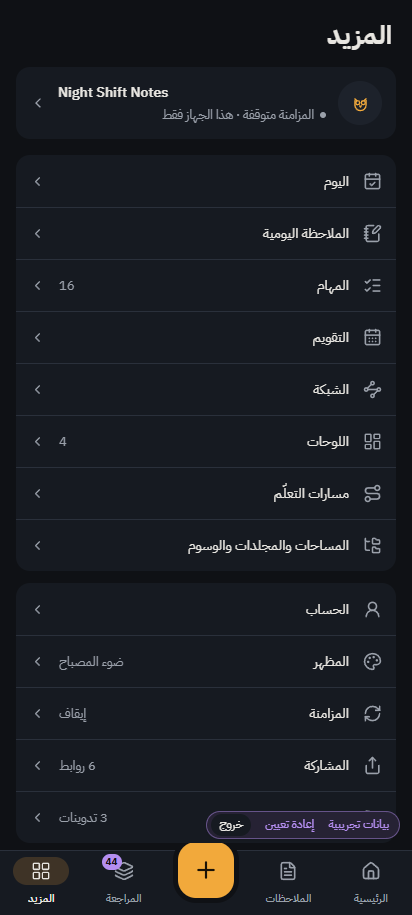 المزيد
Night Shift Notes
المزامنة متوقفة · هذا الجهاز فقط
اليوم
الملاحظة اليومية
المهام 16
التقويم
الشبكة
اللوحات 4
مسارات التعلّم
المساحات والمجلدات والوسوم
الحساب
المظهر ضوء المصباح
المزامنة إيقاف
المشاركة 6 روابط
3 تدوينات
بيانات تجريبية إعادة تعيين خروج
44
الرئيسية الملاحظات المراجعة المزيد